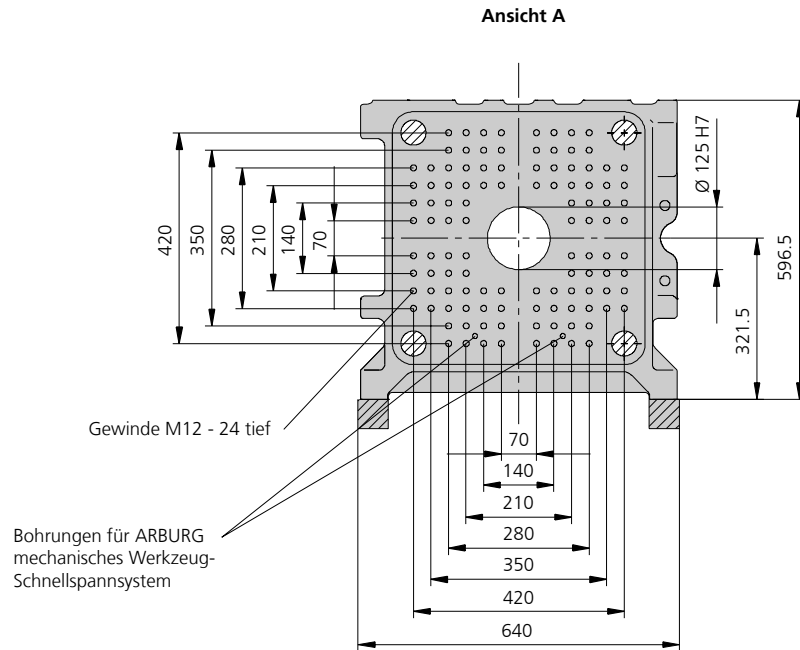 Ansicht A
420
350
280
210
140
70
Ø 125 H7
596.5
321.5
Gewinde M12 - 24 tief
Bohrungen für ARBURG
mechanisches Werkzeug-
Schnellspannsystem
70
140
210
280
350
420
640